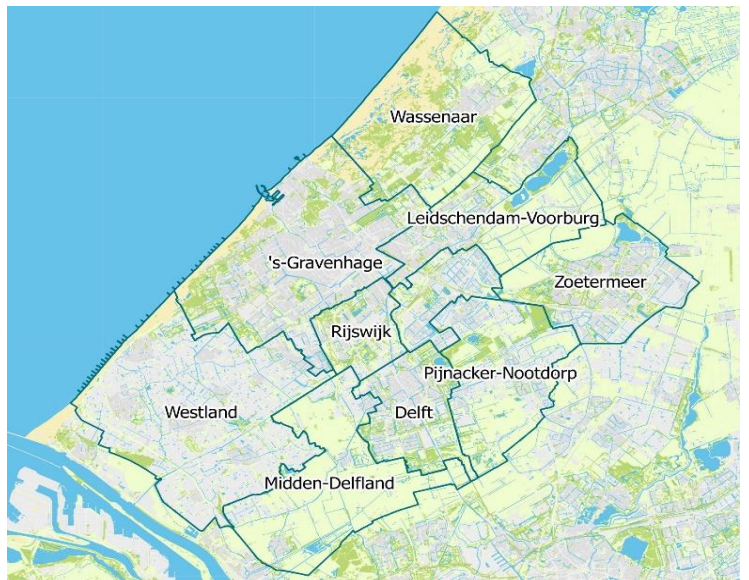 Wassenaar
Leidschendam-Voorburg
's-Gravenhage
Zoetermeer
Rijswijk
Pijnacker-Nootdorp
Westland
Delft
Midden-Delfland